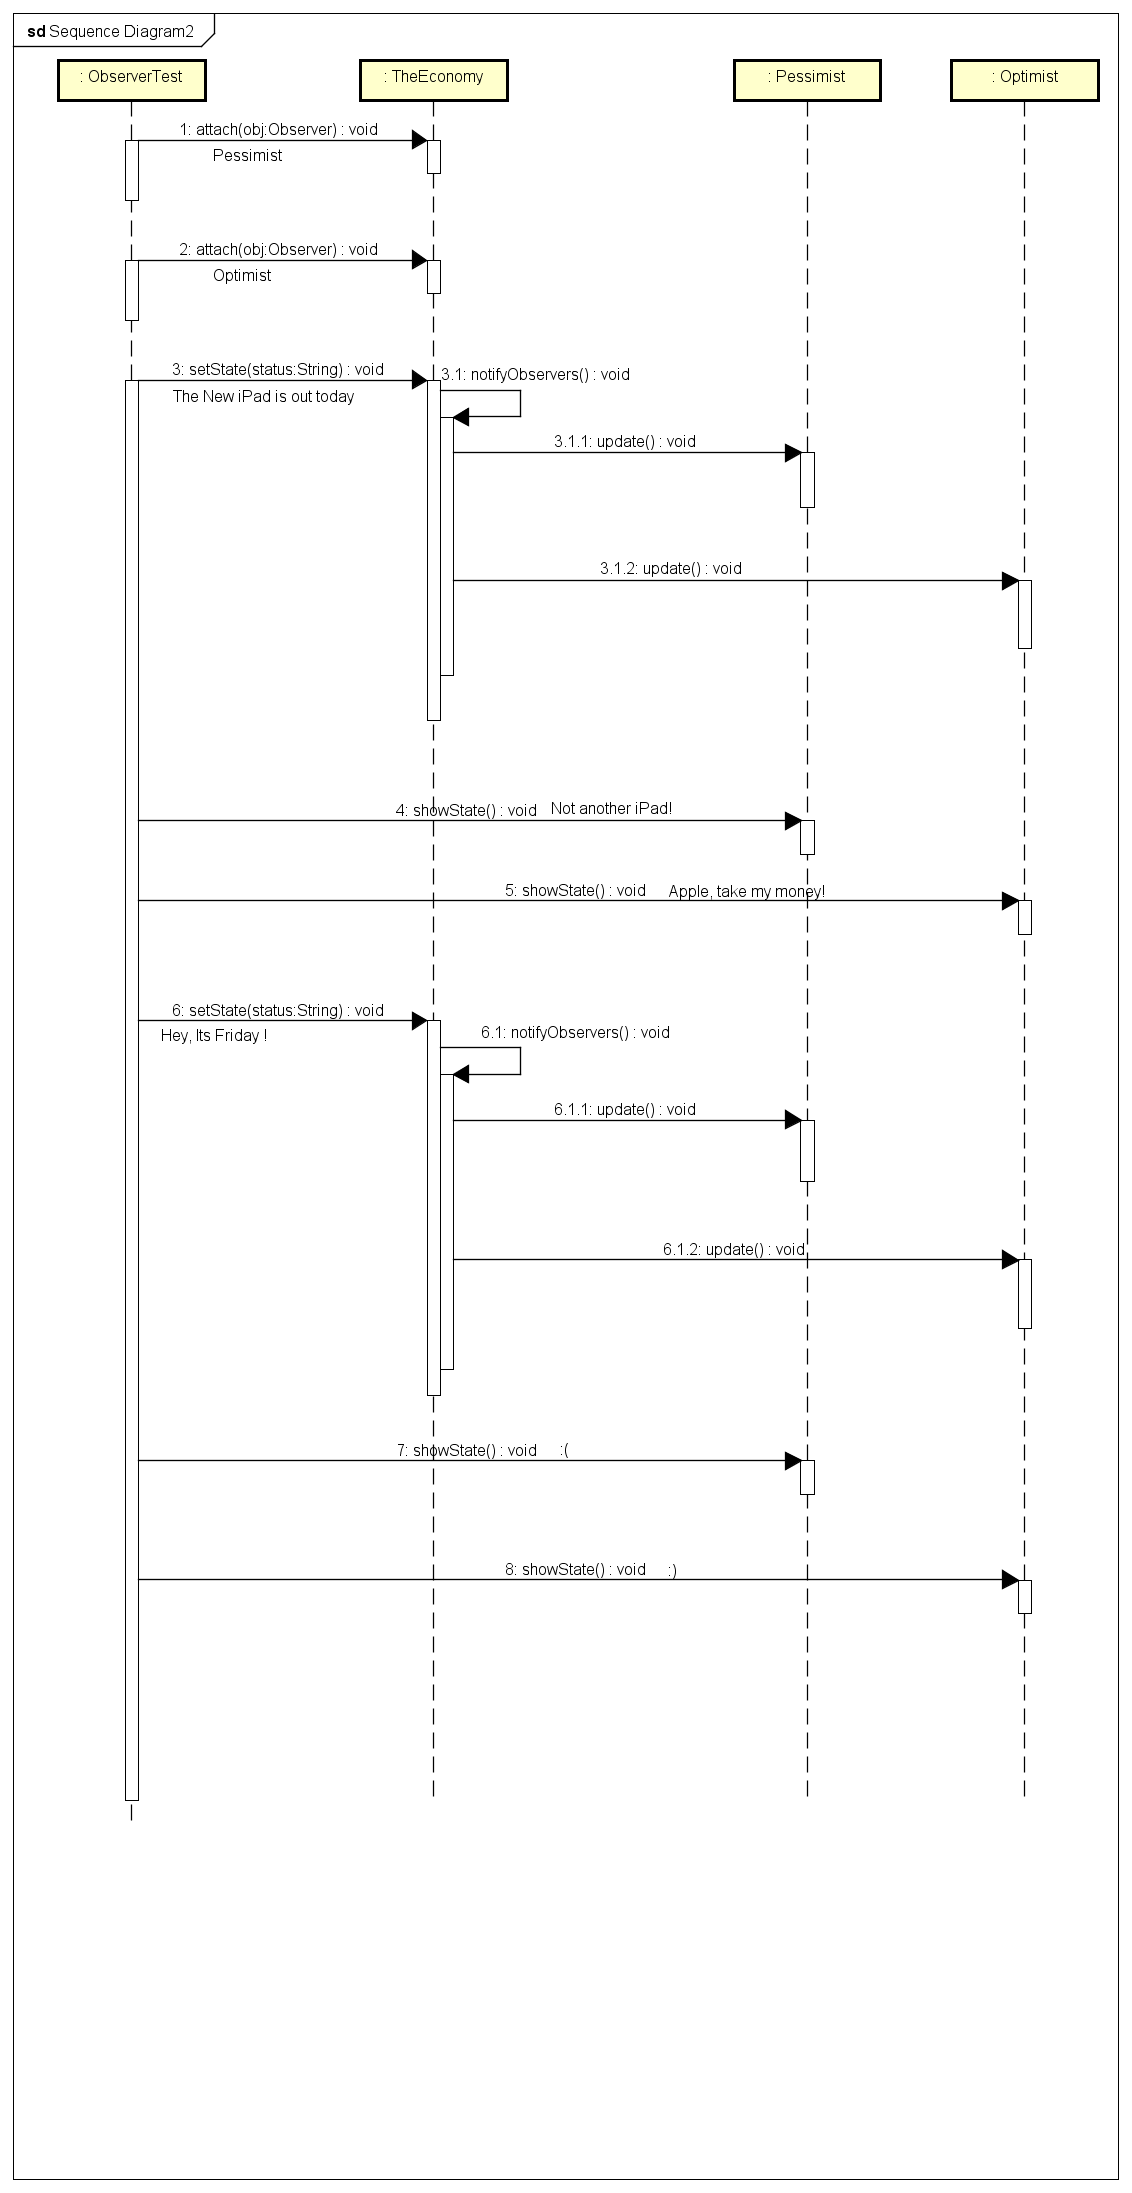 sd Sequence Diagram2
: ObserverTest
: TheEconomy
: Pessimist
: Optimist
1: attach(obj:Observer) : void
Pessimist
2: attach(obj:Observer) : void
Optimist
3: setState(status:String) : void
3.1: notifyObservers() : void
The New iPad is out today
3.1.1: update() : void
3.1.2: update() : void
4: showState() : void
Not another iPad!
5: showState() : void
Apple, take my money!
6: setState(status:String) : void
Hey, Its Friday !
6.1: notifyObservers() : void
6.1.1: update() : void
6.1.2: update() : void
7: showState() : void
:(
8: showState() : void
:)